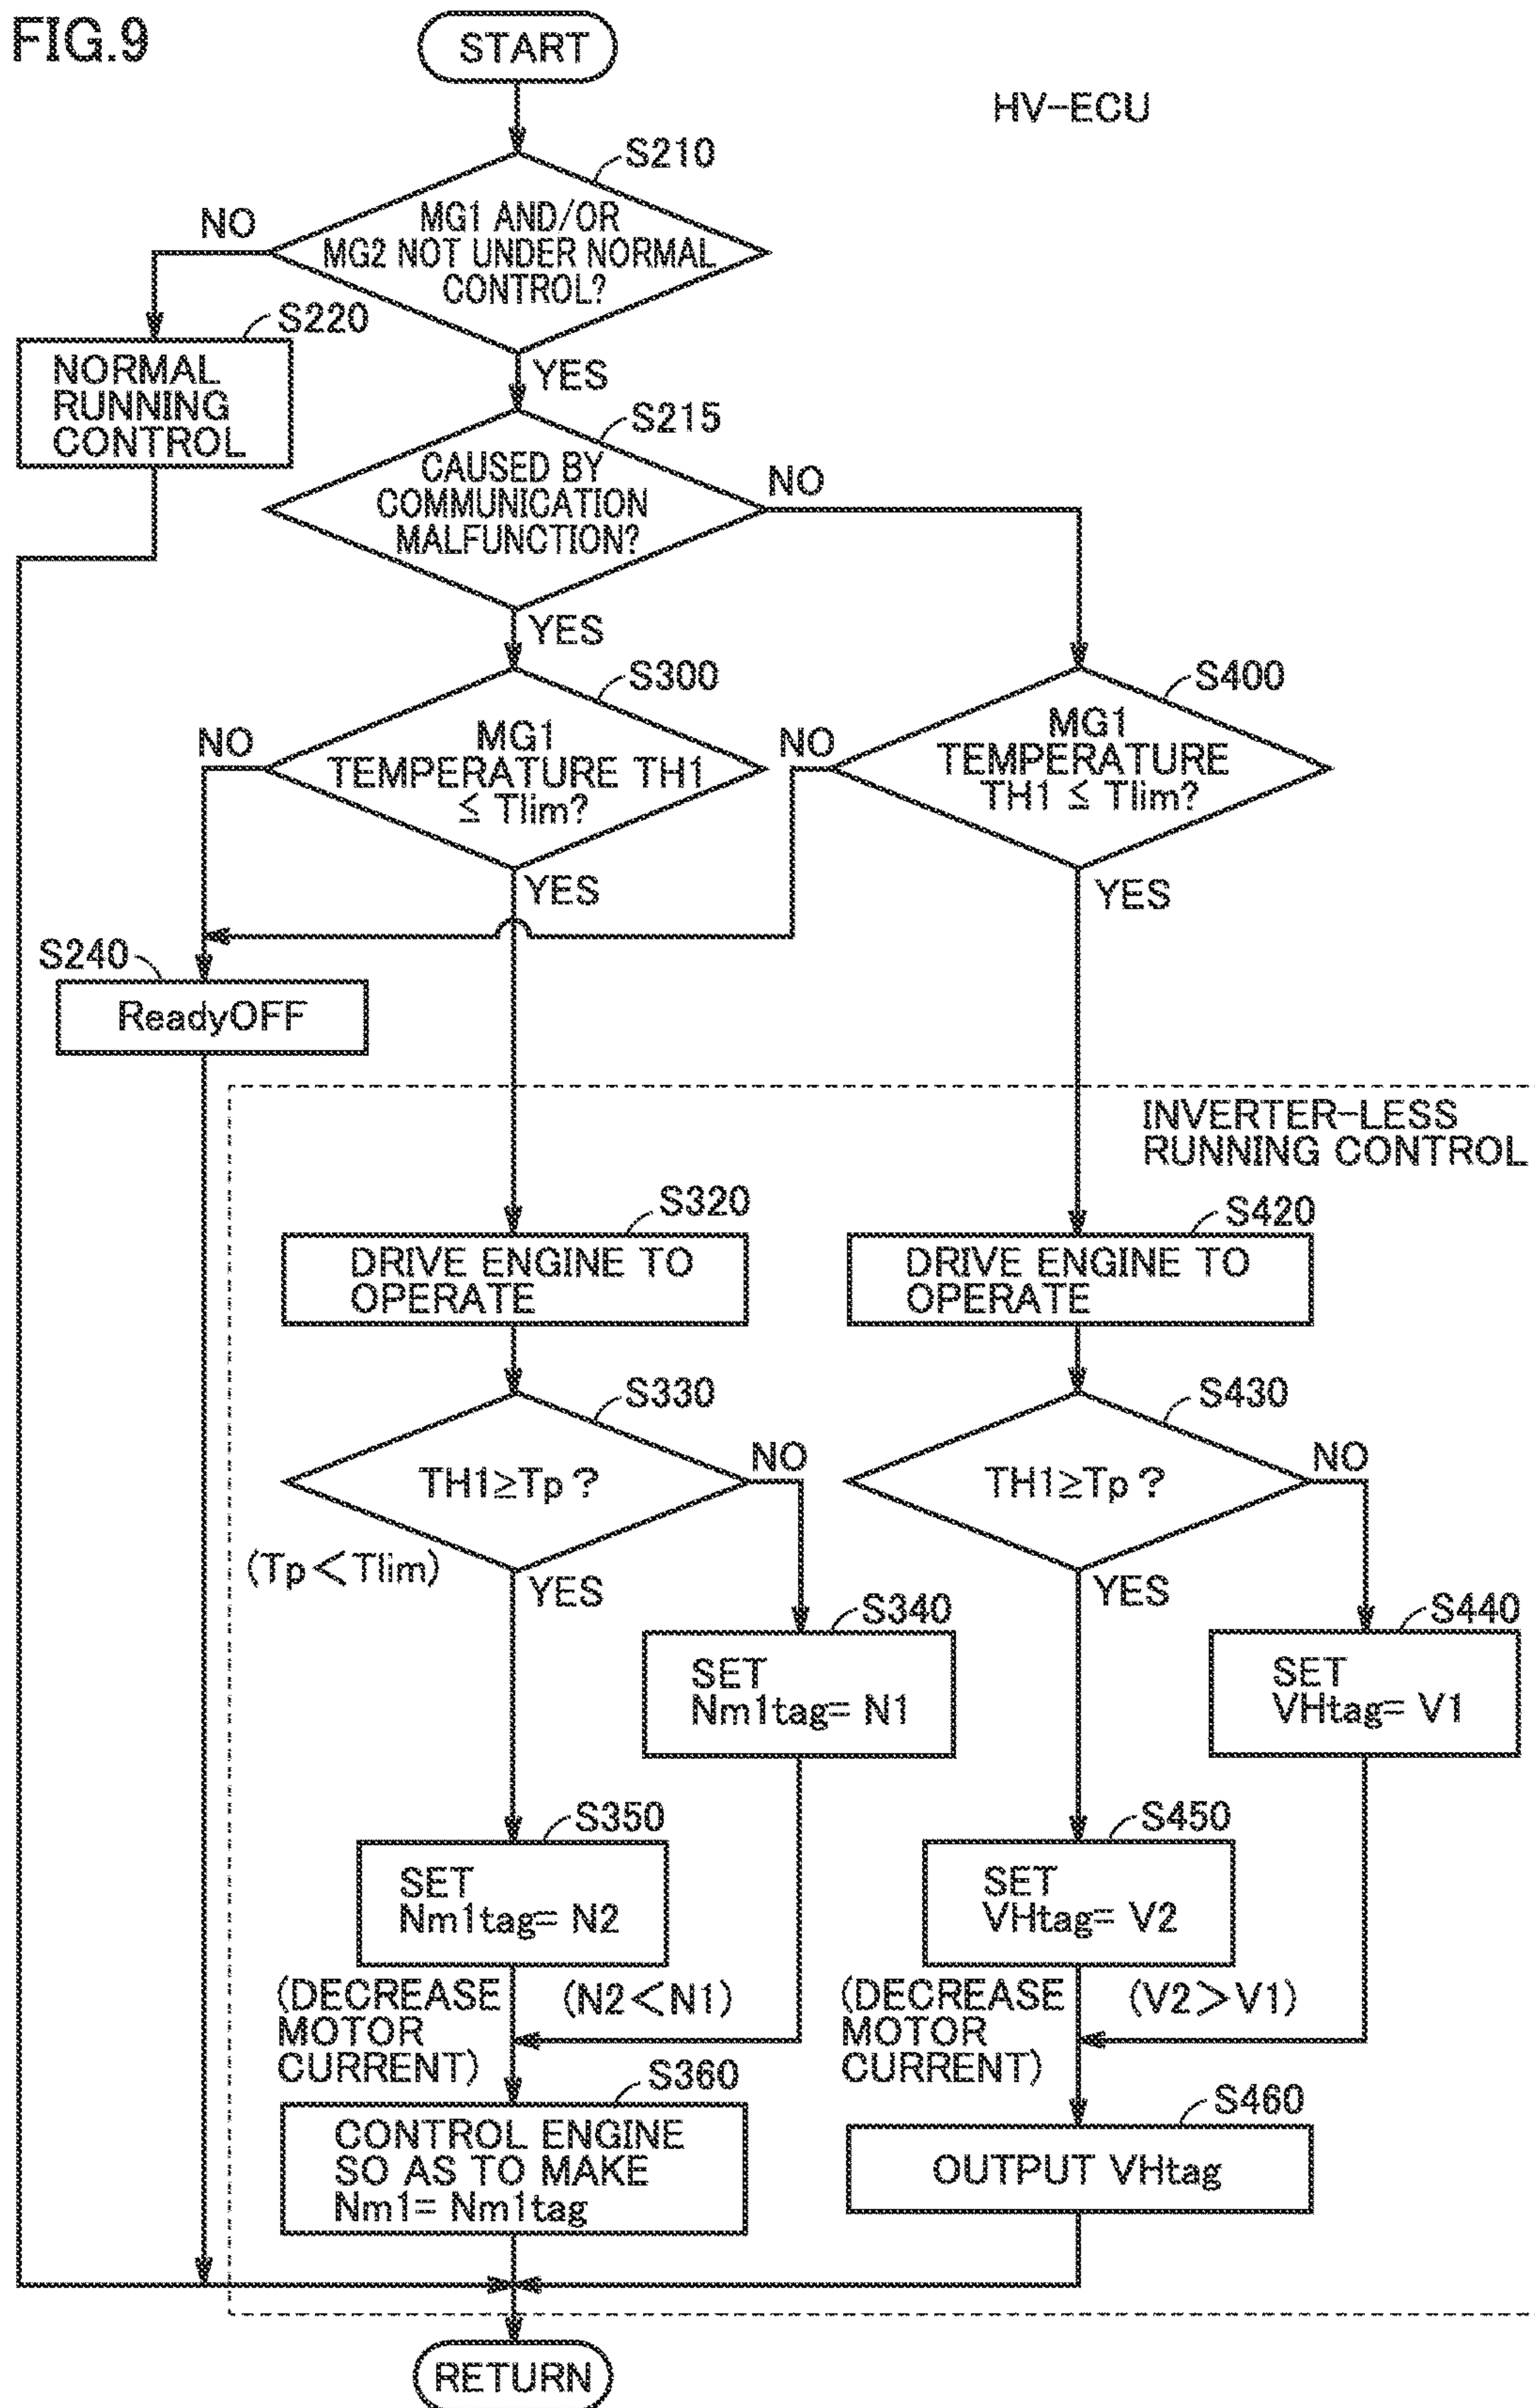 FIG.9
START
HV-ECU
S210
NO
MG1 AND/OR
MG2 NOT UNDER NORMAL
CONTROL?
S220
NORMAL
RUNNING
CONTROL
YES
S215
CAUSED BY
COMMUNICATION
MALFUNCTION?
NO
YES
S300
S400
NO
MG1
TEMPERATURE TH1
≤ Tlim?
NO
MG1
TEMPERATURE
TH1 ≤ Tlim?
YES
YES
S240
ReadyOFF
INVERTER-LESS
RUNNING CONTROL
S320
S420
DRIVE ENGINE TO
OPERATE
DRIVE ENGINE TO
OPERATE
S330
S430
TH1≥Tp ?
NO
TH1≥Tp ?
NO
(Tp<Tlim)
YES
YES
S340
S440
SET
Nm1tag= N1
SET
VHtag= V1
S350
S450
SET
Nm1tag= N2
SET
VHtag= V2
(DECREASE
MOTOR
CURRENT)
(N2<N1)
(DECREASE
MOTOR
CURRENT)
(V2>V1)
S360
S460
CONTROL ENGINE
SO AS TO MAKE
Nm1= Nm1tag
OUTPUT VHtag
RETURN